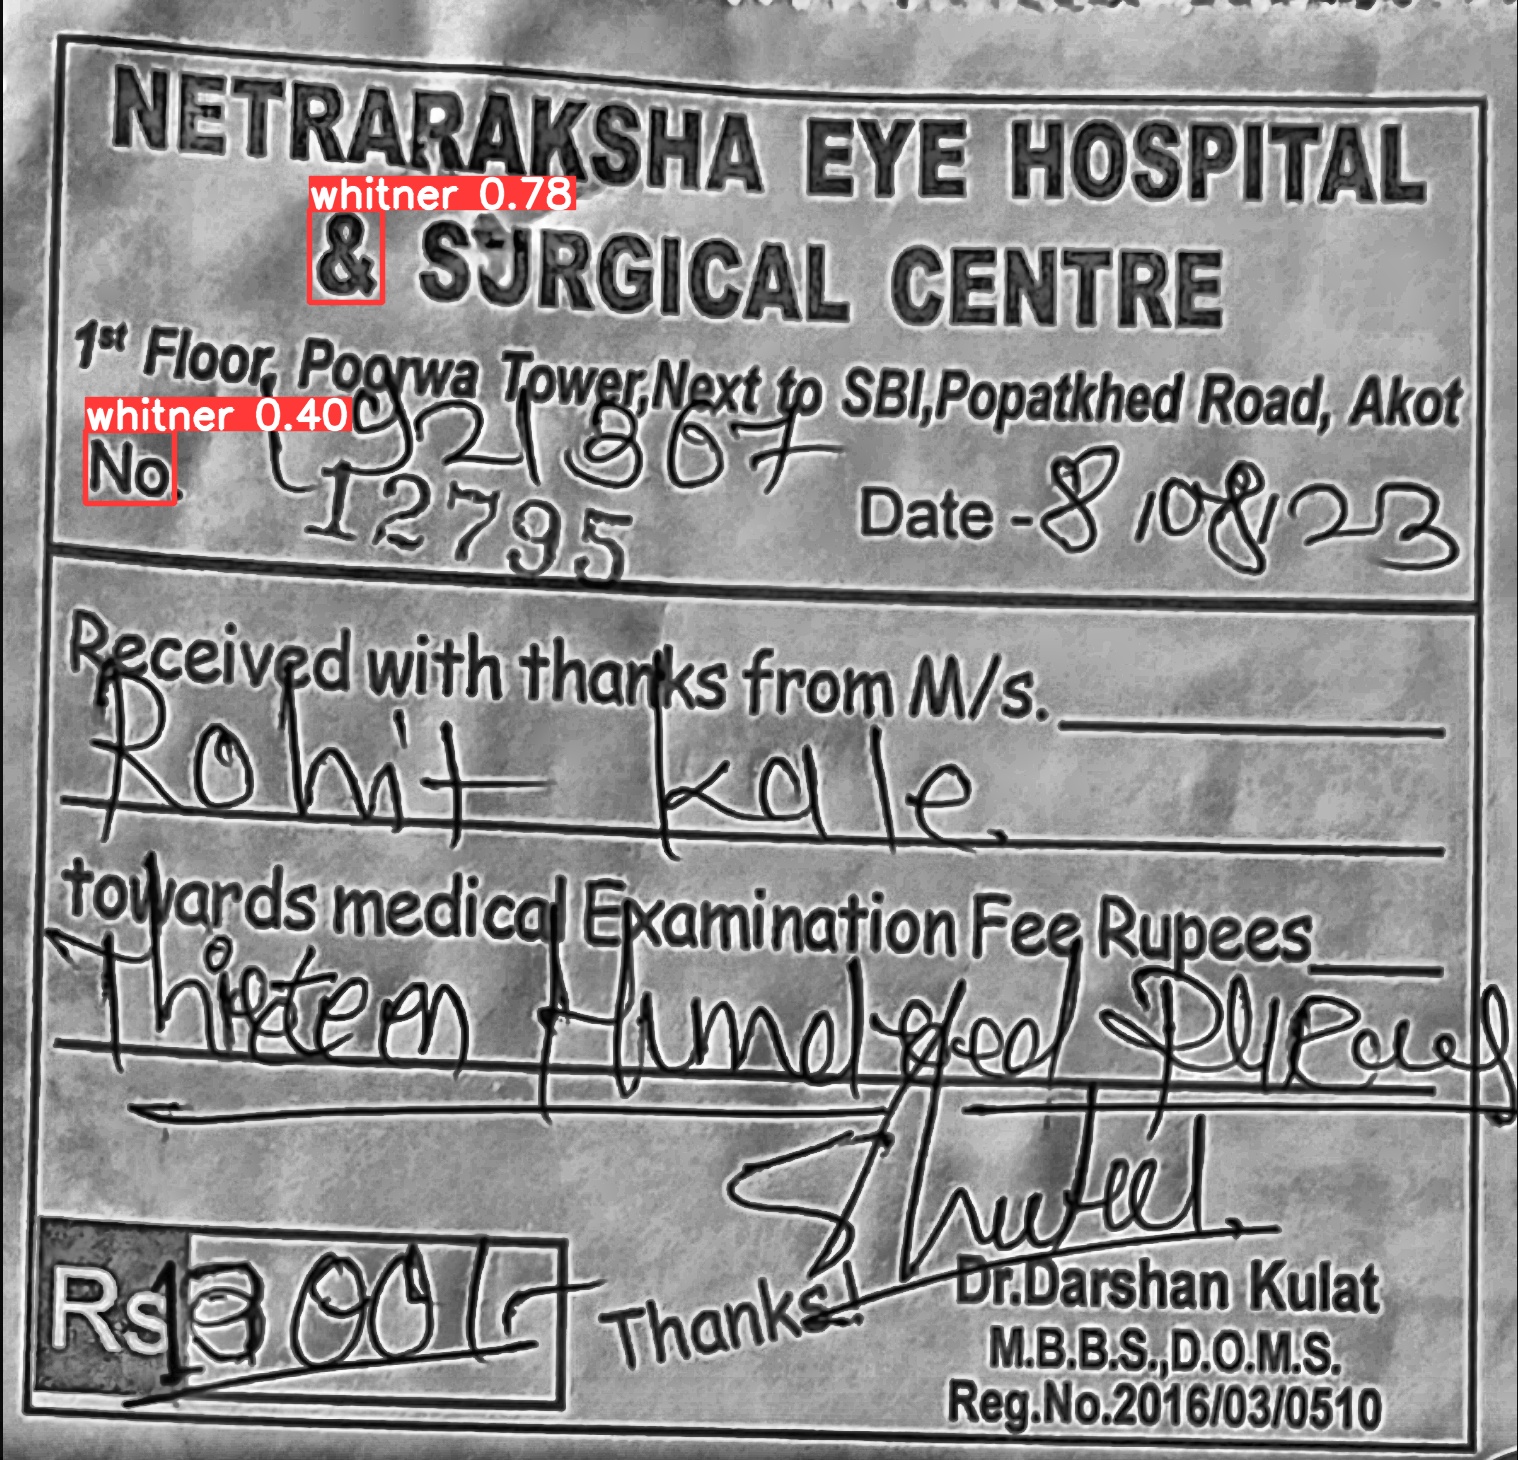 NETRARAKSHA EYE HOSPITAL
whitner 0.78
& SURGICAL CENTRE
1st Floor, Poorwa Tower,Next to SBI,Popatkhed Road, Akot
whitner 0.40
921367
No. 12795 Date - 8/08/23
Received with thanks from M/s.
Rohit Kale
towards medical Examination Fee Rupees
Thirteen Hundred
Rs 1300/-
Thanks!
Dr.Darshan Kulat
M.B.B.S.,D.O.M.S.
Reg.No.2016/03/0510